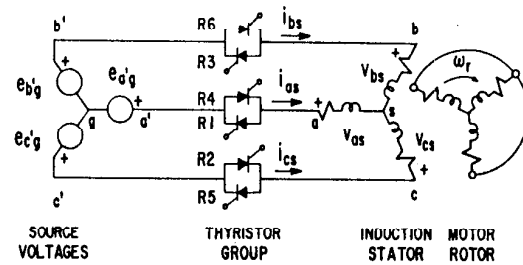 b' R6 i_bs b
R3
e_b'g e_a'g V_bs ω_r
R4 i_as
g a' R1 a s
e_c'g V_as V_cs
R2 i_cs
c' R5 c
SOURCE VOLTAGES
THYRISTOR GROUP
INDUCTION STATOR
MOTOR ROTOR